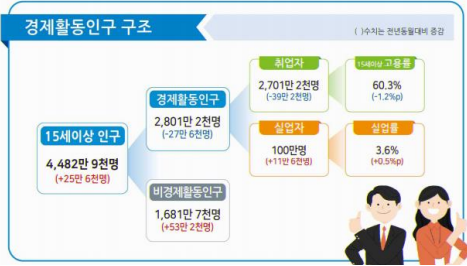 경제활동인구 구조
( )수치는 전년동월대비 증감
취업자
2,701만 2천명
(-39만 2천명)
15세이상 고용률
60.3%
(-1.2%p)
경제활동인구
2,801만 2천명
(-27만 6천명)
15세이상 인구
4,482만 9천명
(+25만 6천명)
실업자
100만명
(+11만 6천명)
실업률
3.6%
(+0.5%p)
비경제활동인구
1,681만 7천명
(+53만 2천명)